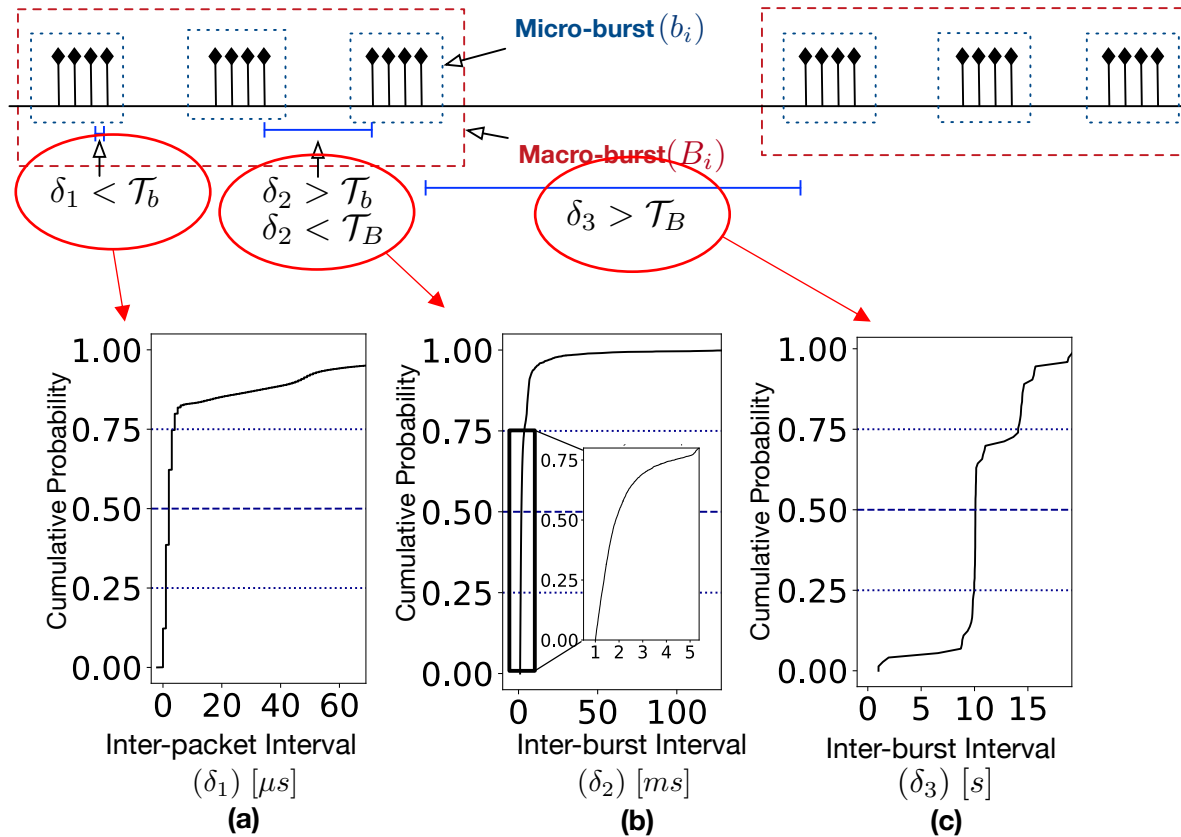 Micro-burst(b_i)
Macro-burst(B_i)
δ_1 < 𝒯_b
δ_2 > 𝒯_b
δ_2 < 𝒯_B
δ_3 > 𝒯_B
Cumulative Probability
1.00
0.75
0.50
0.25
0.00
0 20 40 60
Inter-packet Interval
(δ_1) [μs]
(a)
Cumulative Probability
1.00
0.75
0.50
0.25
0.00
0.75
0.50
0.25
0.00
1 2 3 4 5
0 50 100
Inter-burst Interval
(δ_2) [ms]
(b)
Cumulative Probability
1.00
0.75
0.50
0.25
0.00
0 5 10 15
Inter-burst Interval
(δ_3) [s]
(c)